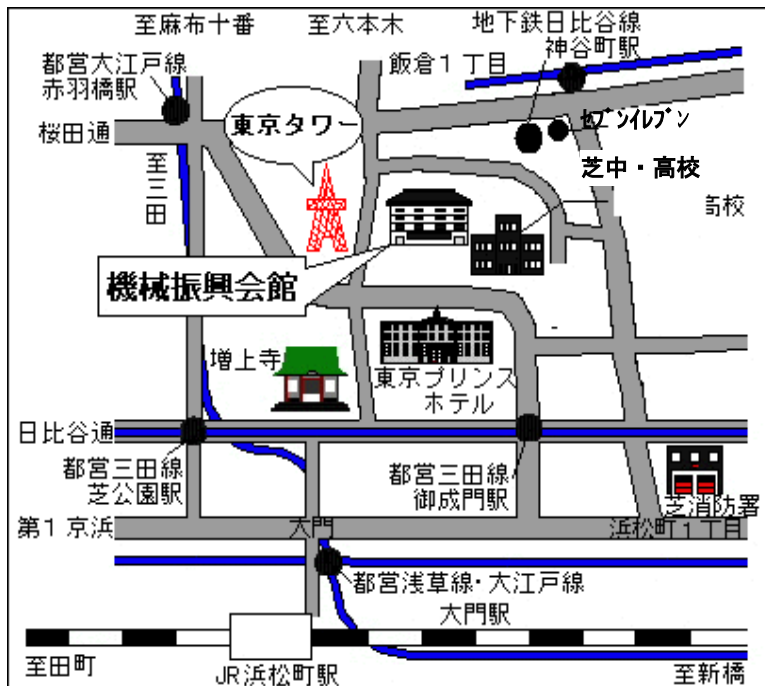 至麻布十番
至六本木
地下鉄日比谷線
神谷町駅
都営大江戸線
赤羽橋駅
飯倉1丁目
東京タワー
ｾﾌﾞﾝｲﾚﾌﾞﾝ
桜田通
至三田
芝中・高校
高校
機械振興会館
増上寺
東京プリンス
ホテル
日比谷通
都営三田線
芝公園駅
都営三田線
御成門駅
芝消防署
第1京浜
大門
浜松町1丁目
都営浅草線・大江戸線
大門駅
至田町
JR浜松町駅
至新橋